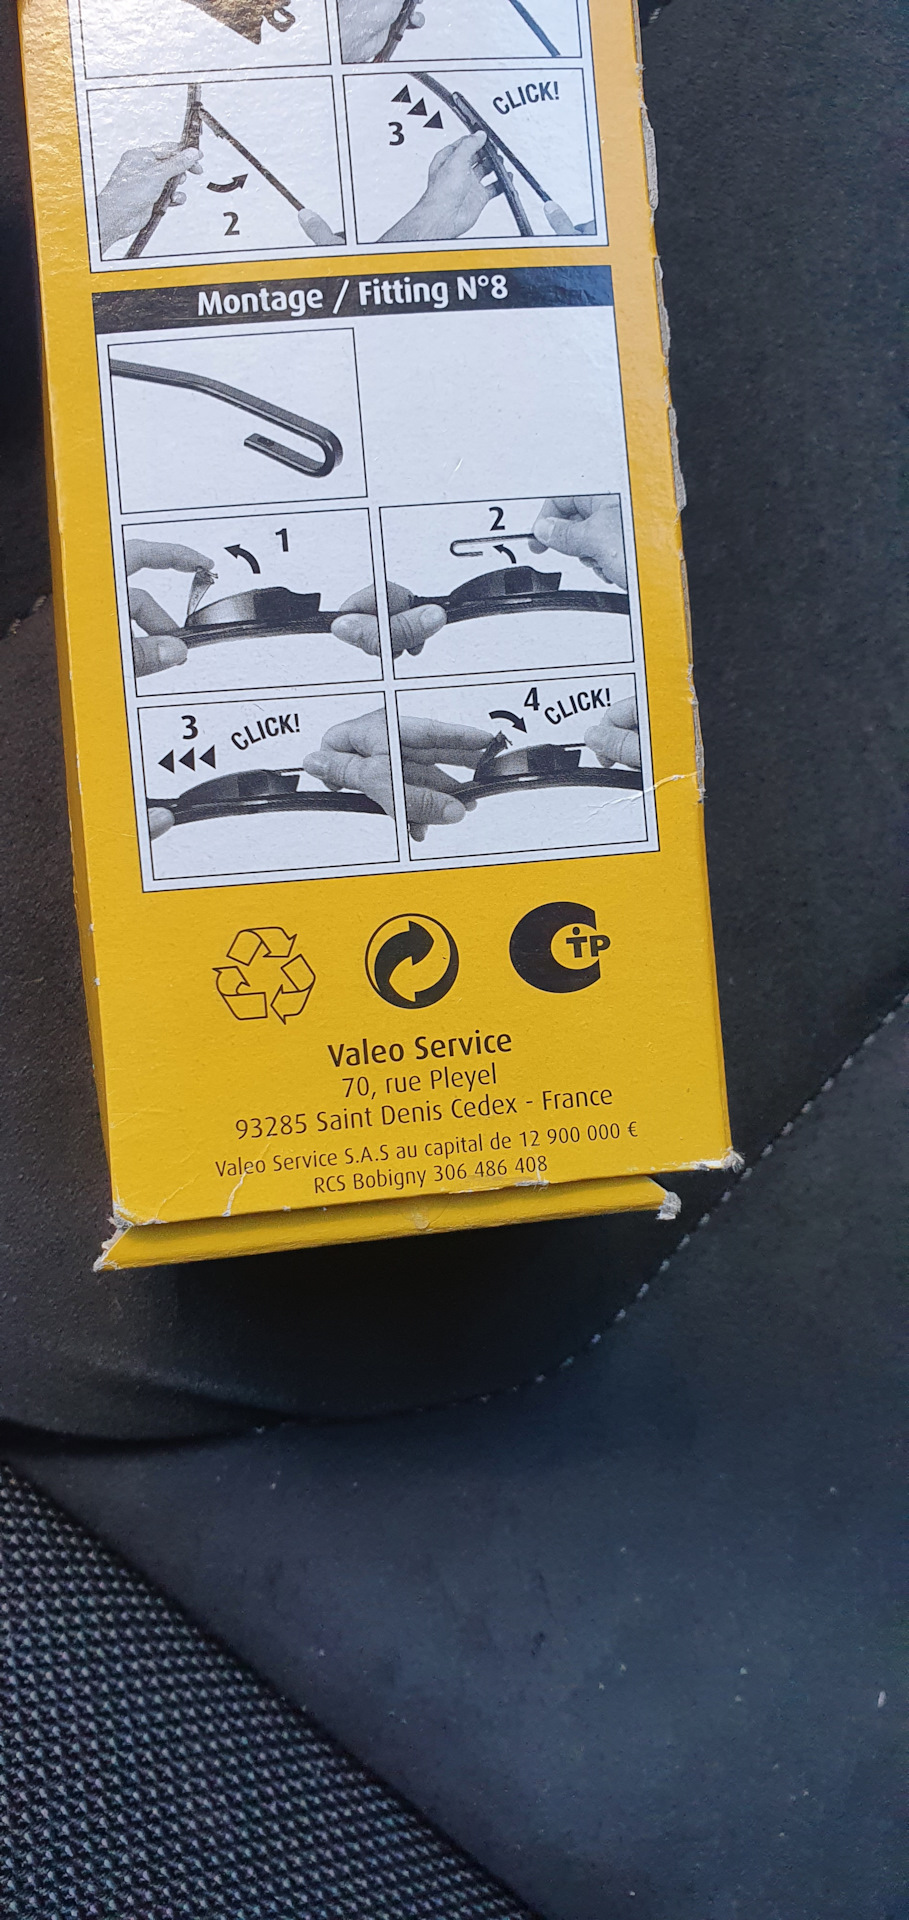 CLICK!
3
2
Montage / Fitting N°8
1
2
3 CLICK!
4 CLICK!
TP
Valeo Service
70, rue Pleyel
93285 Saint Denis Cedex - France
Valeo Service S.A.S au capital de 12 900 000 €
RCS Bobigny 306 486 408